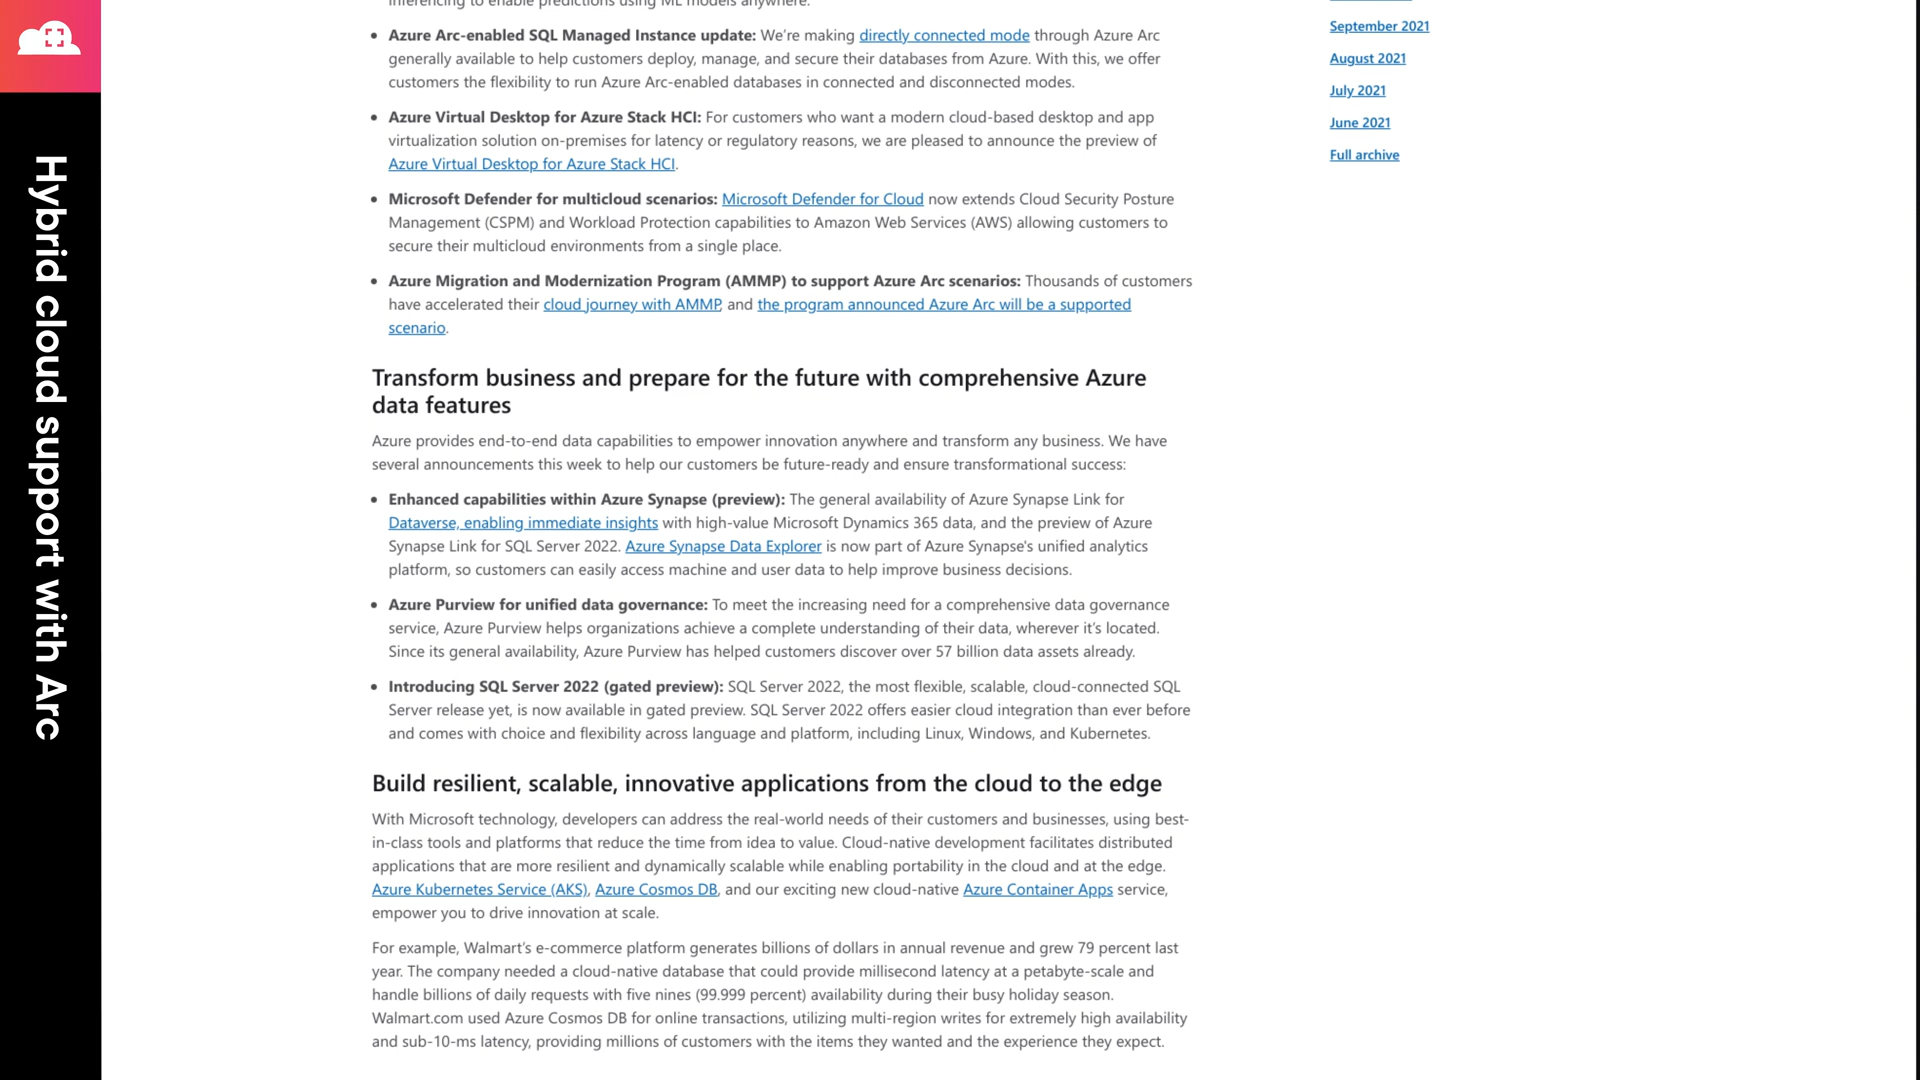 inferencing to enable predictions using ML models anywhere.
Azure Arc-enabled SQL Managed Instance update: We're making directly connected mode through Azure Arc
generally available to help customers deploy, manage, and secure their databases from Azure. With this, we offer
customers the flexibility to run Azure Arc-enabled databases in connected and disconnected modes.
Azure Virtual Desktop for Azure Stack HCI: For customers who want a modern cloud-based desktop and app
virtualization solution on-premises for latency or regulatory reasons, we are pleased to announce the preview of
Azure Virtual Desktop for Azure Stack HCI.
Microsoft Defender for multicloud scenarios: Microsoft Defender for Cloud now extends Cloud Security Posture
Management (CSPM) and Workload Protection capabilities to Amazon Web Services (AWS) allowing customers to
secure their multicloud environments from a single place.
Azure Migration and Modernization Program (AMMP) to support Azure Arc scenarios: Thousands of customers
have accelerated their cloud journey with AMMP, and the program announced Azure Arc will be a supported
scenario.
Transform business and prepare for the future with comprehensive Azure
data features
Azure provides end-to-end data capabilities to empower innovation anywhere and transform any business. We have
several announcements this week to help our customers be future-ready and ensure transformational success:
Enhanced capabilities within Azure Synapse (preview): The general availability of Azure Synapse Link for
Dataverse, enabling immediate insights with high-value Microsoft Dynamics 365 data, and the preview of Azure
Synapse Link for SQL Server 2022. Azure Synapse Data Explorer is now part of Azure Synapse's unified analytics
platform, so customers can easily access machine and user data to help improve business decisions.
Azure Purview for unified data governance: To meet the increasing need for a comprehensive data governance
service, Azure Purview helps organizations achieve a complete understanding of their data, wherever it's located.
Since its general availability, Azure Purview has helped customers discover over 57 billion data assets already.
Introducing SQL Server 2022 (gated preview): SQL Server 2022, the most flexible, scalable, cloud-connected SQL
Server release yet, is now available in gated preview. SQL Server 2022 offers easier cloud integration than ever before
and comes with choice and flexibility across language and platform, including Linux, Windows, and Kubernetes.
Build resilient, scalable, innovative applications from the cloud to the edge
With Microsoft technology, developers can address the real-world needs of their customers and businesses, using best-
in-class tools and platforms that reduce the time from idea to value. Cloud-native development facilitates distributed
applications that are more resilient and dynamically scalable while enabling portability in the cloud and at the edge.
Azure Kubernetes Service (AKS), Azure Cosmos DB, and our exciting new cloud-native Azure Container Apps service,
empower you to drive innovation at scale.
For example, Walmart's e-commerce platform generates billions of dollars in annual revenue and grew 79 percent last
year. The company needed a cloud-native database that could provide millisecond latency at a petabyte-scale and
handle billions of daily requests with five nines (99.999 percent) availability during their busy holiday season.
Walmart.com used Azure Cosmos DB for online transactions, utilizing multi-region writes for extremely high availability
and sub-10-ms latency, providing millions of customers with the items they wanted and the experience they expect.
September 2021
August 2021
July 2021
June 2021
Full archive
Hybrid cloud support with Arc